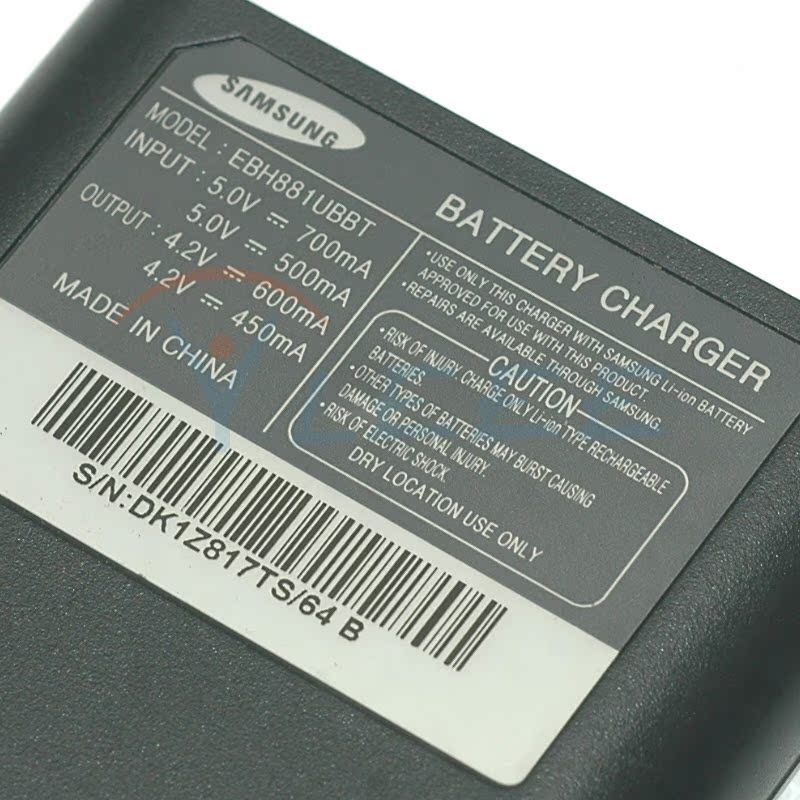 SAMSUNG
MODEL : EBH881UBBT
INPUT : 5.0V ⎓ 700mA
5.0V ⎓ 500mA
OUTPUT : 4.2V ⎓ 600mA
4.2V ⎓ 450mA
MADE IN CHINA
BATTERY CHARGER
•USE ONLY THIS CHARGER WITH SAMSUNG Li-ion BATTERY
APPROVED FOR USE WITH THIS PRODUCT.
•REPAIRS ARE AVAILABLE THROUGH SAMSUNG.
CAUTION
•RISK OF INJURY. CHARGE ONLY Li-ion TYPE RECHARGEABLE
BATTERIES.
•OTHER TYPES OF BATTERIES MAY BURST CAUSING
DAMAGE OR PERSONAL INJURY.
•RISK OF ELECTRIC SHOCK.
DRY LOCATION USE ONLY
S/N:DK1Z817TS/64 B